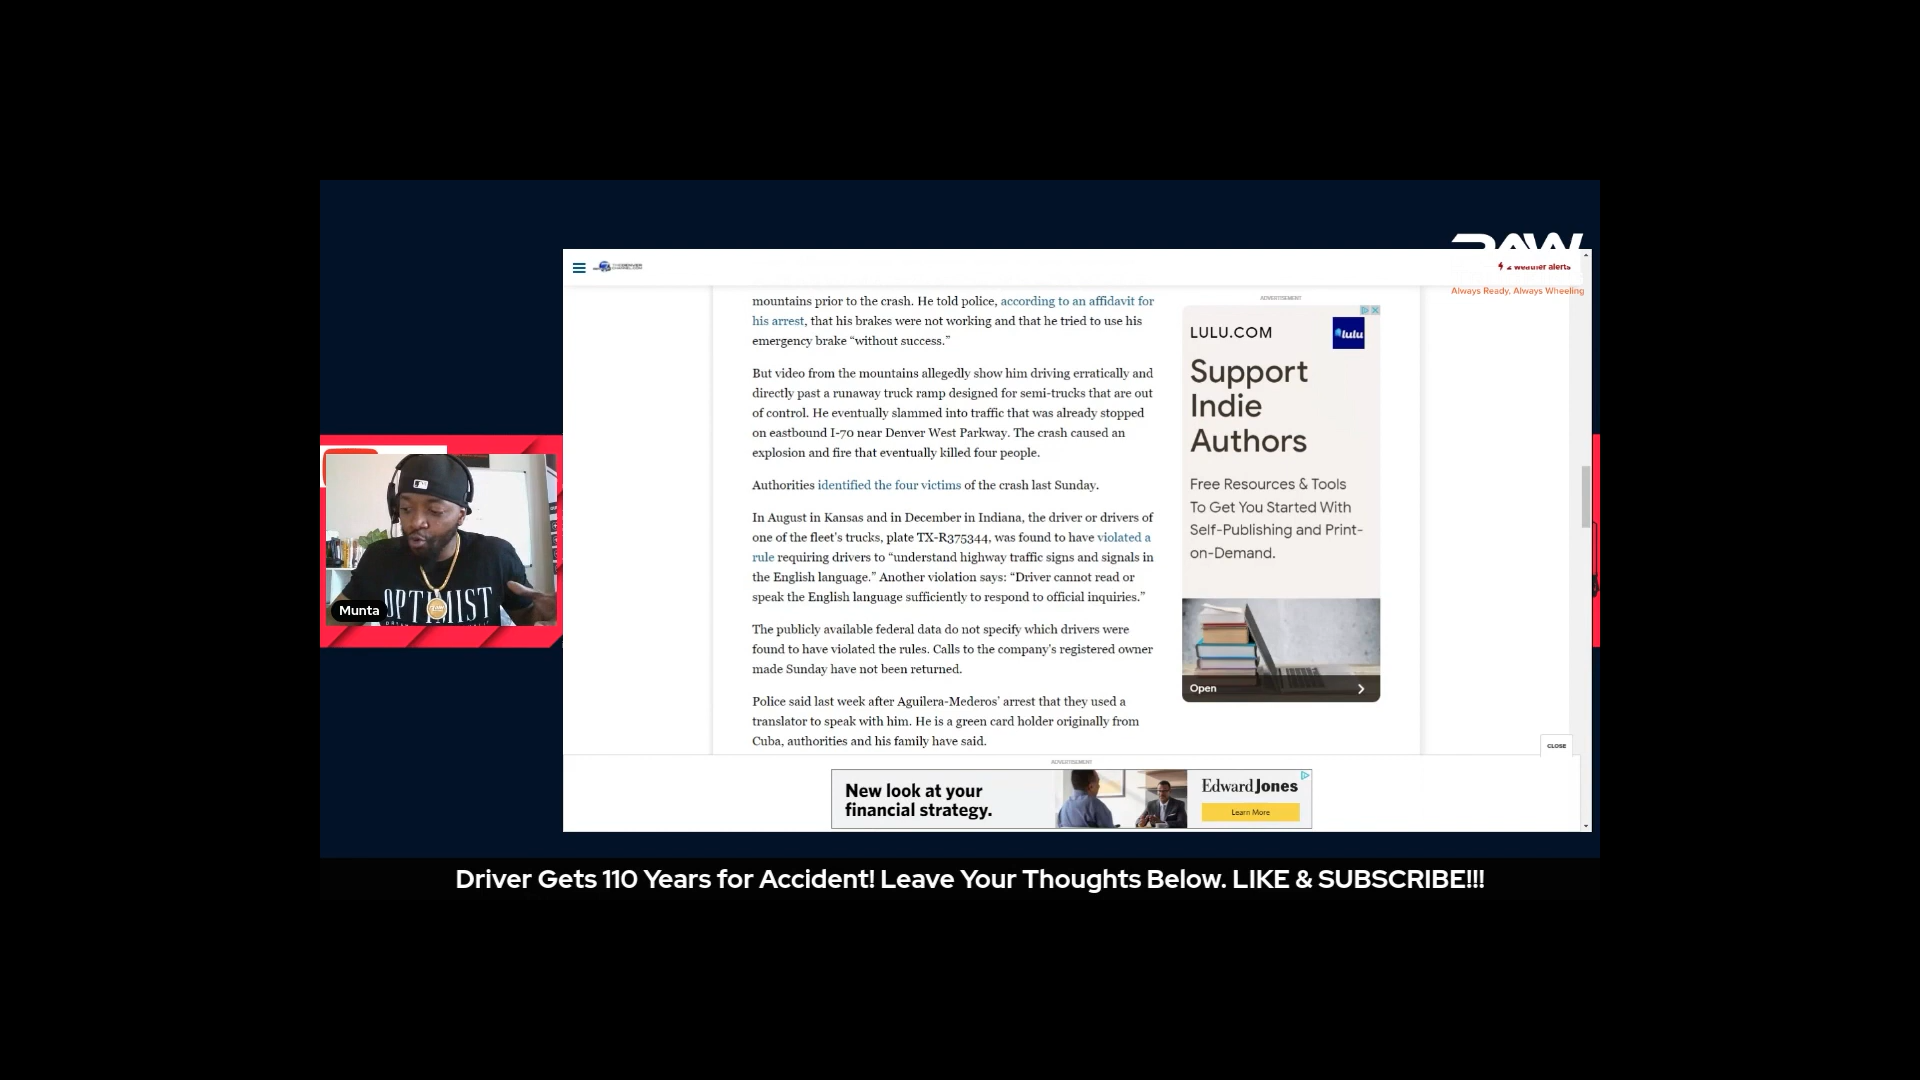 RAW
2 weather alerts
Always Ready, Always Wheeling
mountains prior to the crash. He told police, according to an affidavit for
his arrest, that his brakes were not working and that he tried to use his
emergency brake “without success.”
But video from the mountains allegedly show him driving erratically and
directly past a runaway truck ramp designed for semi-trucks that are out
of control. He eventually slammed into traffic that was already stopped
on eastbound I-70 near Denver West Parkway. The crash caused an
explosion and fire that eventually killed four people.
Authorities identified the four victims of the crash last Sunday.
In August in Kansas and in December in Indiana, the driver or drivers of
one of the fleet’s trucks, plate TX-R375344, was found to have violated a
rule requiring drivers to “understand highway traffic signs and signals in
the English language.” Another violation says: “Driver cannot read or
speak the English language sufficiently to respond to official inquiries.”
The publicly available federal data do not specify which drivers were
found to have violated the rules. Calls to the company’s registered owner
made Sunday have not been returned.
Police said last week after Aguilera-Mederos’ arrest that they used a
translator to speak with him. He is a green card holder originally from
Cuba, authorities and his family have said.
ADVERTISEMENT
LULU.COM
lulu
Support
Indie
Authors
Free Resources & Tools
To Get You Started With
Self-Publishing and Print-
on-Demand.
Open
OPTIMIST
Munta
CLOSE
ADVERTISEMENT
New look at your
financial strategy.
Edward Jones
Learn More
Driver Gets 110 Years for Accident! Leave Your Thoughts Below. LIKE & SUBSCRIBE!!!